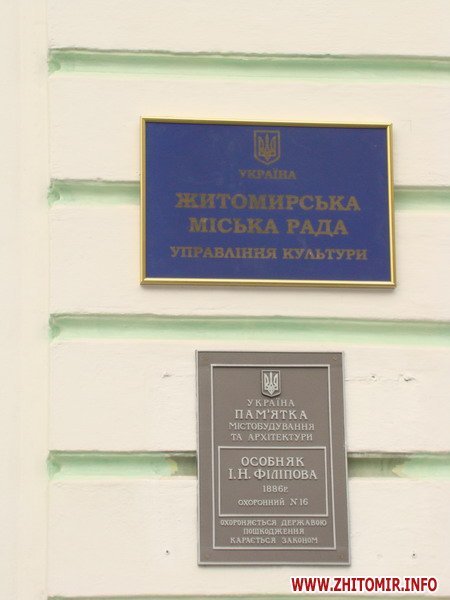 УКРАЇНА
ЖИТОМИРСЬКА
МІСЬКА РАДА
УПРАВЛІННЯ КУЛЬТУРИ
УКРАЇНА
ПАМ'ЯТКА
МІСТОБУДУВАННЯ
ТА АРХІТЕКТУРИ
ОСОБНЯК
І.Н. ФІЛІПОВА
1886р.
ОХОРОННИЙ №16
ОХОРОНЯЄТЬСЯ ДЕРЖАВОЮ
ПОШКОДЖЕННЯ
КАРАЄТЬСЯ ЗАКОНОМ
WWW.ZHITOMIR.INFO